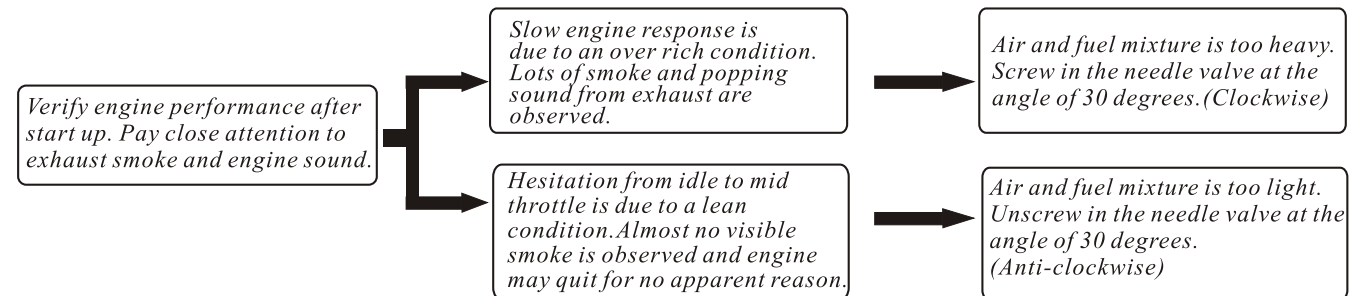 Verify engine performance after
start up. Pay close attention to
exhaust smoke and engine sound.
Slow engine response is
due to an over rich condition.
Lots of smoke and popping
sound from exhaust are
observed.
Air and fuel mixture is too heavy.
Screw in the needle valve at the
angle of 30 degrees.(Clockwise)
Hesitation from idle to mid
throttle is due to a lean
condition.Almost no visible
smoke is observed and engine
may quit for no apparent reason.
Air and fuel mixture is too light.
Unscrew in the needle valve at the
angle of 30 degrees.
(Anti-clockwise)